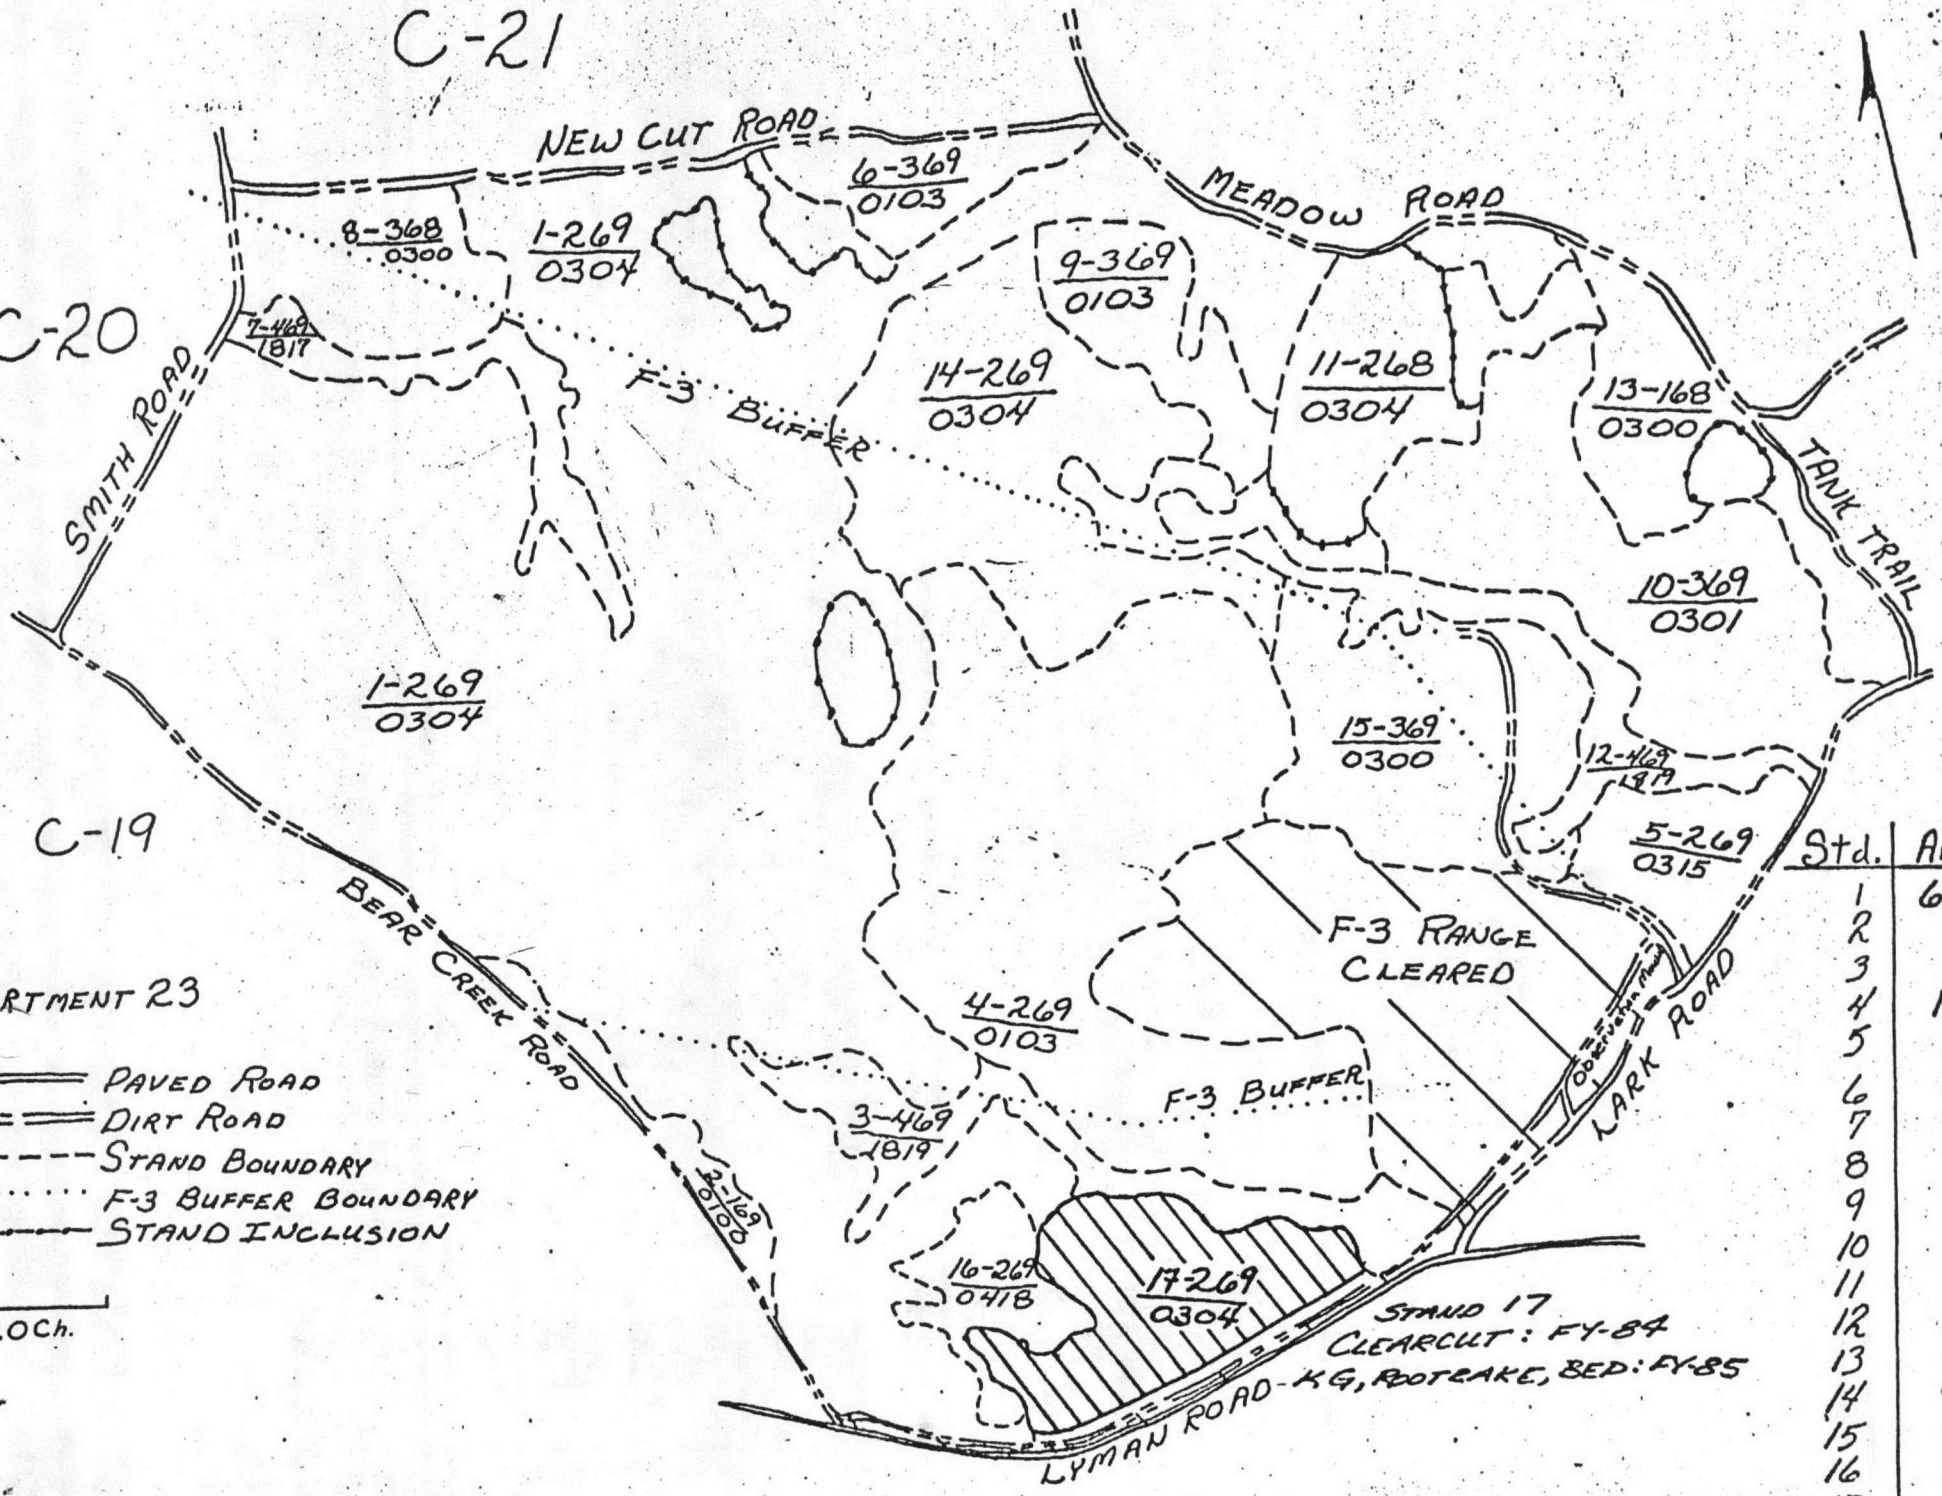 C-21
NEW CUT ROAD
6-369
0103
MEADOW ROAD
8-368
0300
1-269
0304
9-369
0103
C-20
7-469
1817
SMITH ROAD
F-3 BUFFER
14-269
0304
11-268
0304
13-168
0300
TANK TRAIL
10-369
0301
1-269
0304
15-369
0300
12-469
1819
C-19
5-269
0315
BEAR CREEK ROAD
F-3 RANGE
CLEARED
4-269
0103
LARK ROAD
RTMENT 23
PAVED ROAD
DIRT ROAD
STAND BOUNDARY
F-3 BUFFER BOUNDARY
STAND INCLUSION
.0 Ch.
F-3 BUFFER
3-469
1819
2-169
0100
16-269
0418
17-269
0304
STAND 17
CLEARCUT: FY-84
KG, ROOTRAKE, BED: FY-85
LYMAN ROAD
Std.
1 6
2
3
4 1
5
6
7
8
9
10
11
12
13
14
15
16